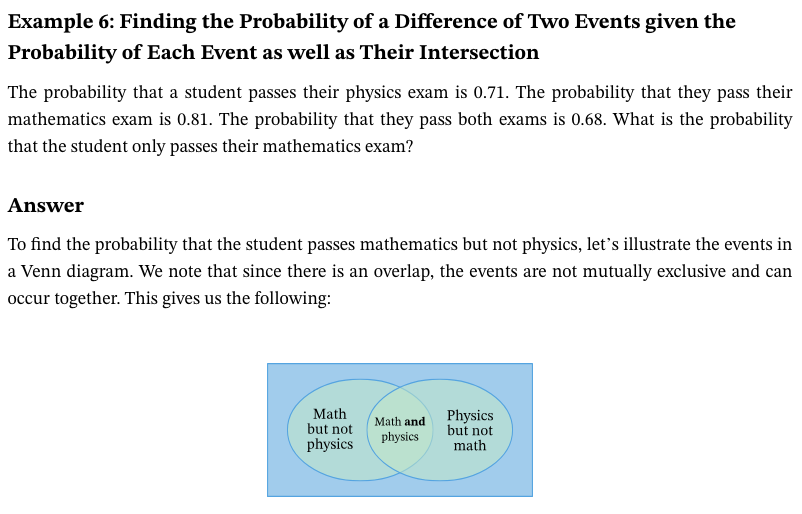 Example 6: Finding the Probability of a Difference of Two Events given the
Probability of Each Event as well as Their Intersection
The probability that a student passes their physics exam is 0.71. The probability that they pass their
mathematics exam is 0.81. The probability that they pass both exams is 0.68. What is the probability
that the student only passes their mathematics exam?
Answer
To find the probability that the student passes mathematics but not physics, let’s illustrate the events in
a Venn diagram. We note that since there is an overlap, the events are not mutually exclusive and can
occur together. This gives us the following:
Math
but not
physics
Math and
physics
Physics
but not
math